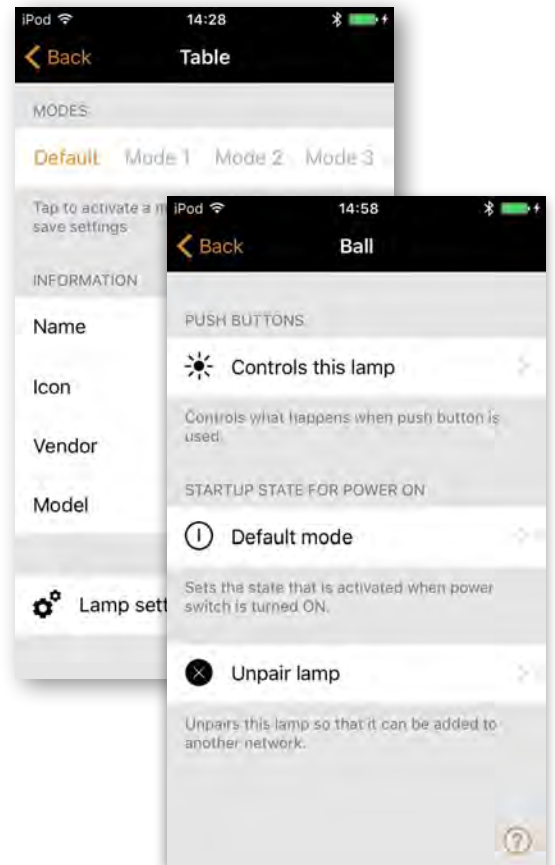 iPod 14:28
Back Table
MODES
Default Mode 1 Mode 2 Mode 3
Tap to activate a
save settings
INFORMATION
Name
Icon
Vendor
Model
Lamp sett
iPod 14:58
Back Ball
PUSH BUTTONS
Controls this lamp
Controls what happens when push button is
used.
STARTUP STATE FOR POWER ON
Default mode
Sets the state that is activated when power
switch is turned ON.
Unpair lamp
Unpairs this lamp so that it can be added to
another network.
?